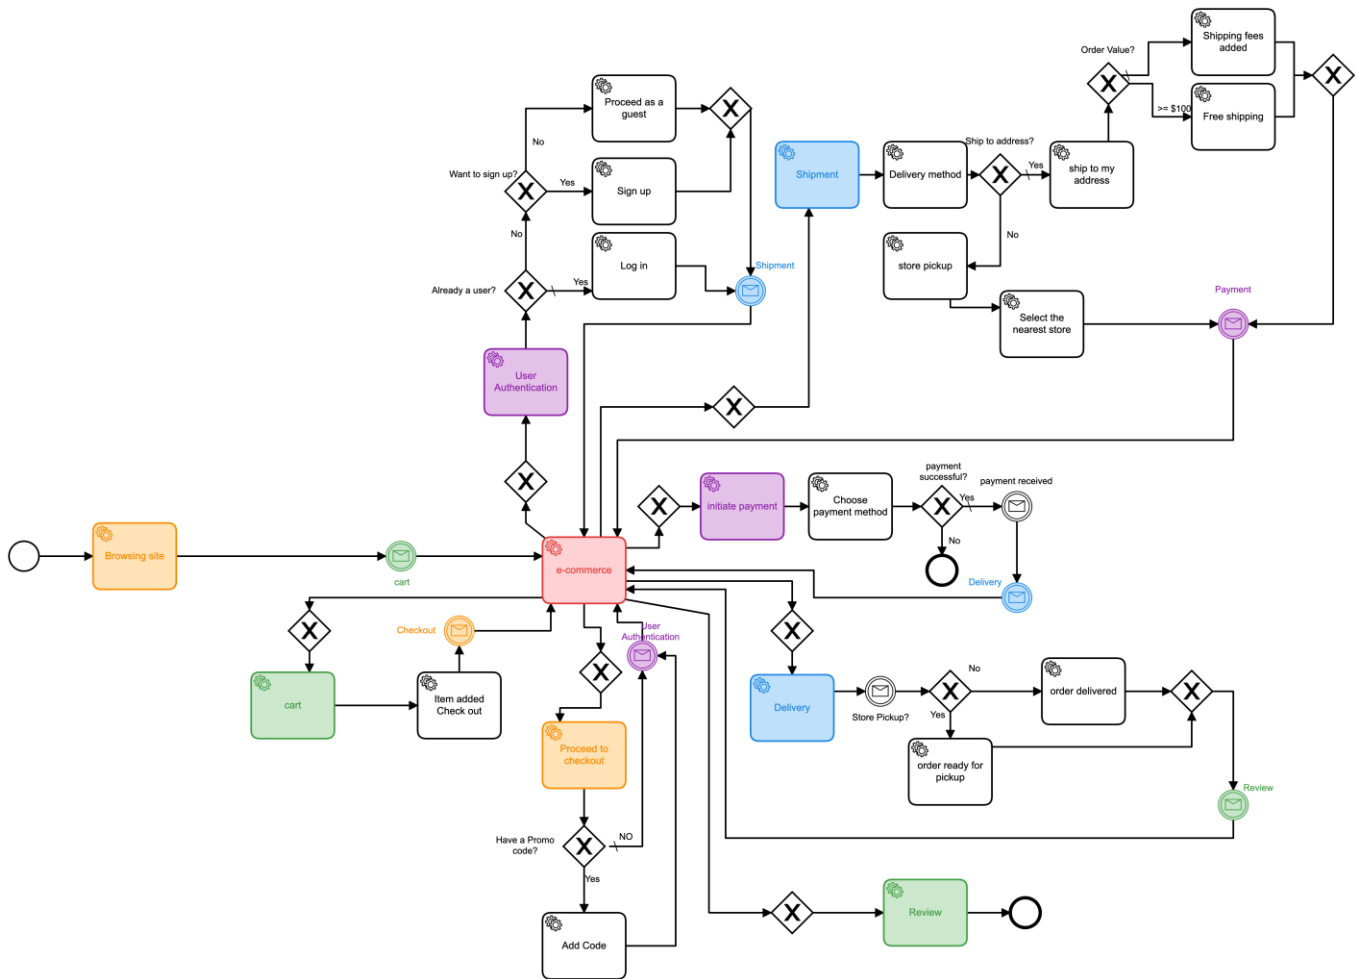 Shipping fees
added
Order Value?
>= $100
Free shipping
Proceed as a
guest
No
Want to sign up?
Yes
Sign up
No
Already a user?
Yes
Log in
Shipment
Shipment
Delivery method
Ship to address?
Yes
ship to my
address
No
store pickup
Select the
nearest store
Payment
User
Authentication
initiate payment
Choose
payment method
payment
successful?
Yes
payment received
No
Delivery
Browsing site
cart
e-commerce
Checkout
User
Authentication
cart
Item added
Check out
Proceed to
checkout
Have a Promo
code?
NO
Yes
Add Code
Delivery
Store Pickup?
No
Yes
order delivered
order ready for
pickup
Review
Review